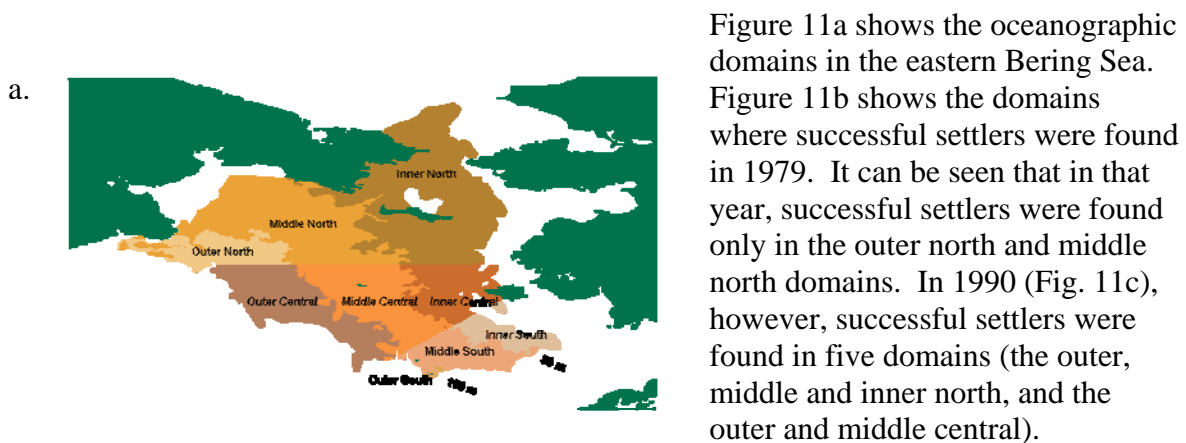 a.
Inner North
Middle North
Outer North
Outer Central
Middle Central
Inner Central
Inner South
Middle South
Outer South
Figure 11a shows the oceanographic
domains in the eastern Bering Sea.
Figure 11b shows the domains
where successful settlers were found
in 1979.  It can be seen that in that
year, successful settlers were found
only in the outer north and middle
north domains.  In 1990 (Fig. 11c),
however, successful settlers were
found in five domains (the outer,
middle and inner north, and the
outer and middle central).